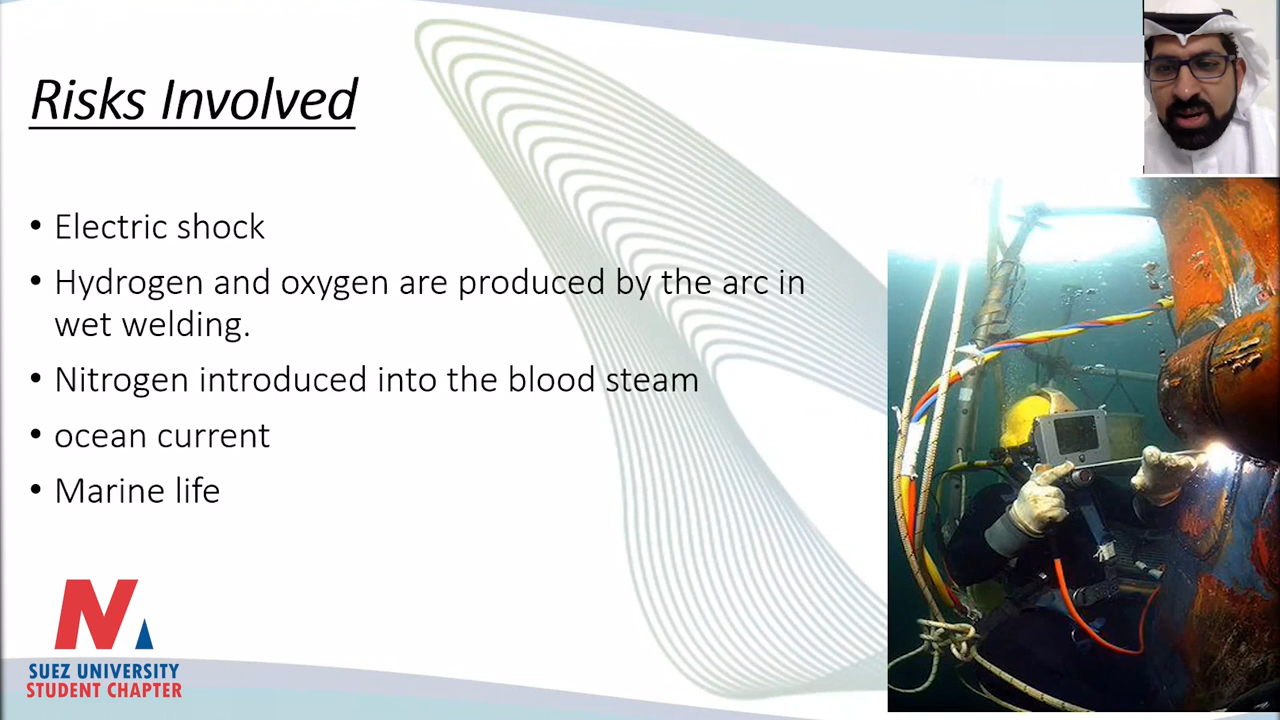 Risks Involved
• Electric shock
• Hydrogen and oxygen are produced by the arc in
wet welding.
• Nitrogen introduced into the blood steam
• ocean current
• Marine life
SUEZ UNIVERSITY
STUDENT CHAPTER